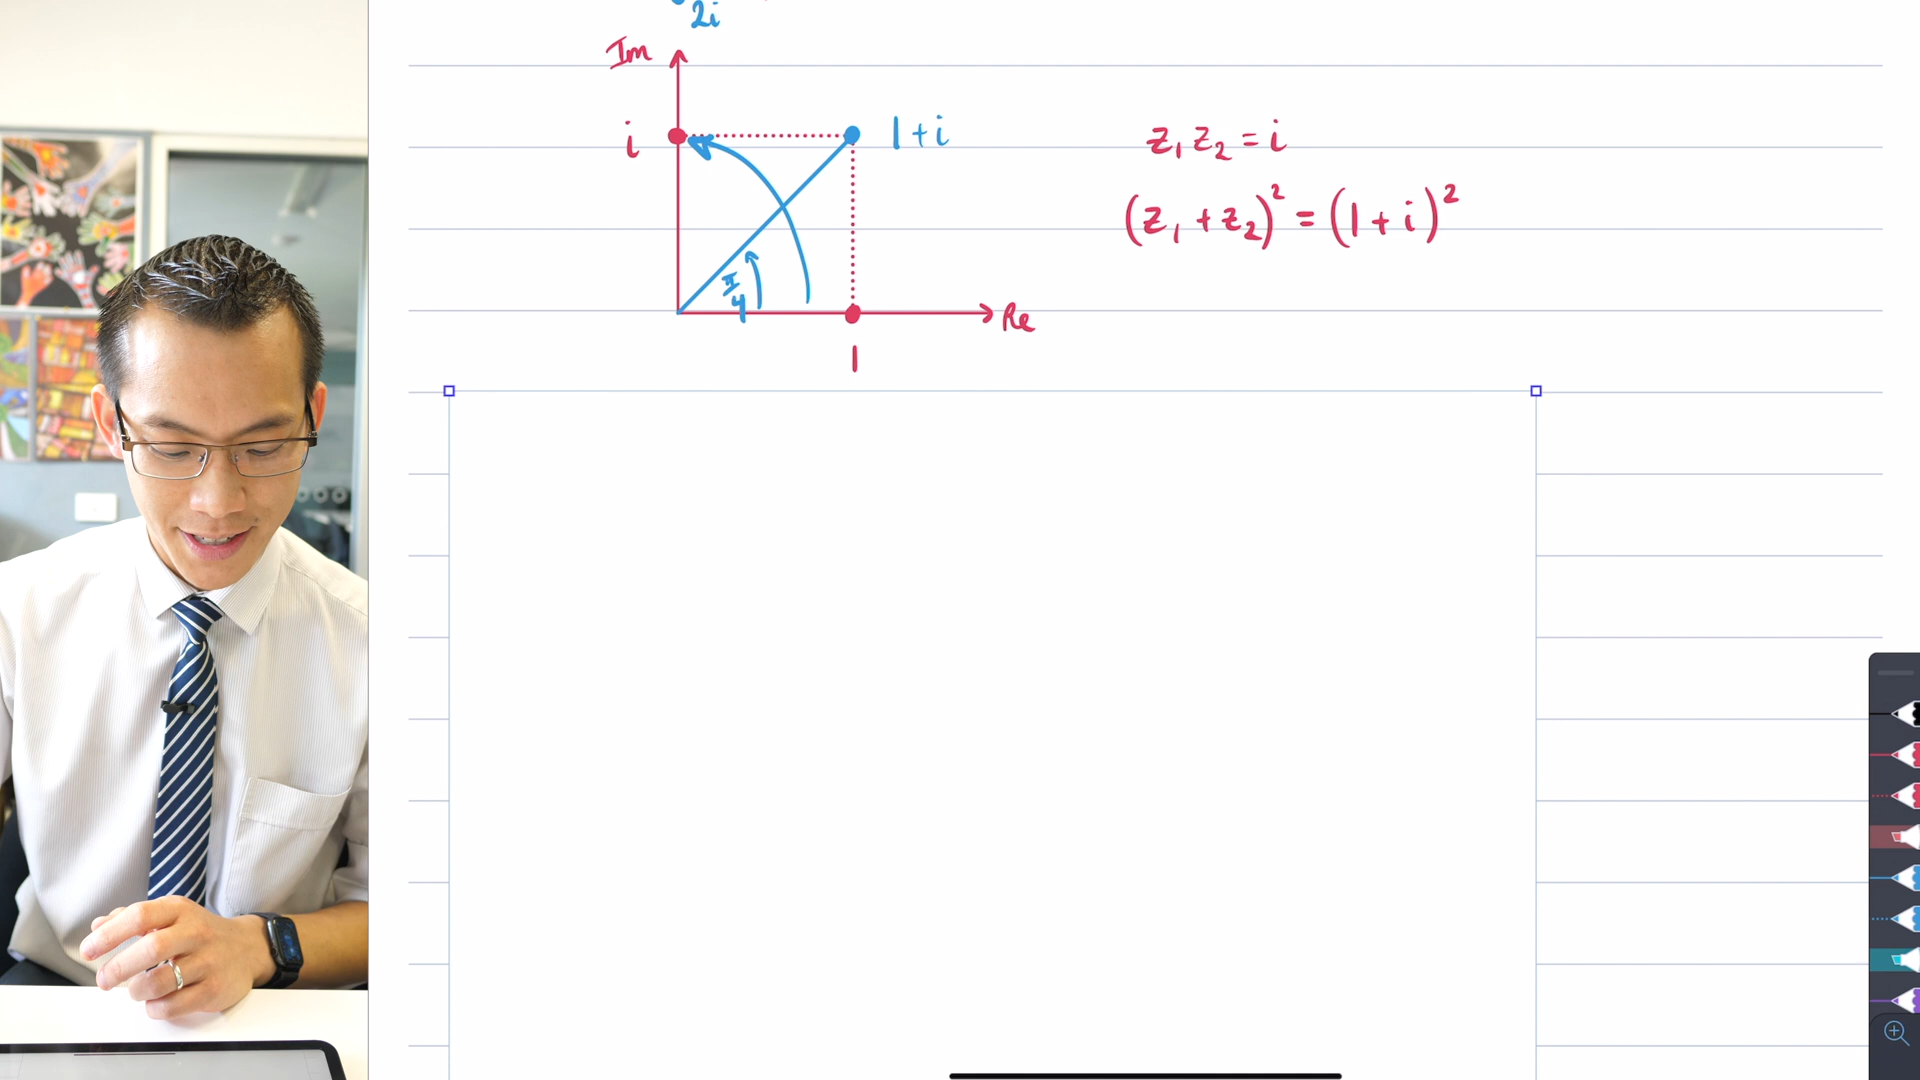 2i
Im
i
1+i
π/4
Re
1
z₁z₂ = i
(z₁ + z₂)² = (1 + i)²